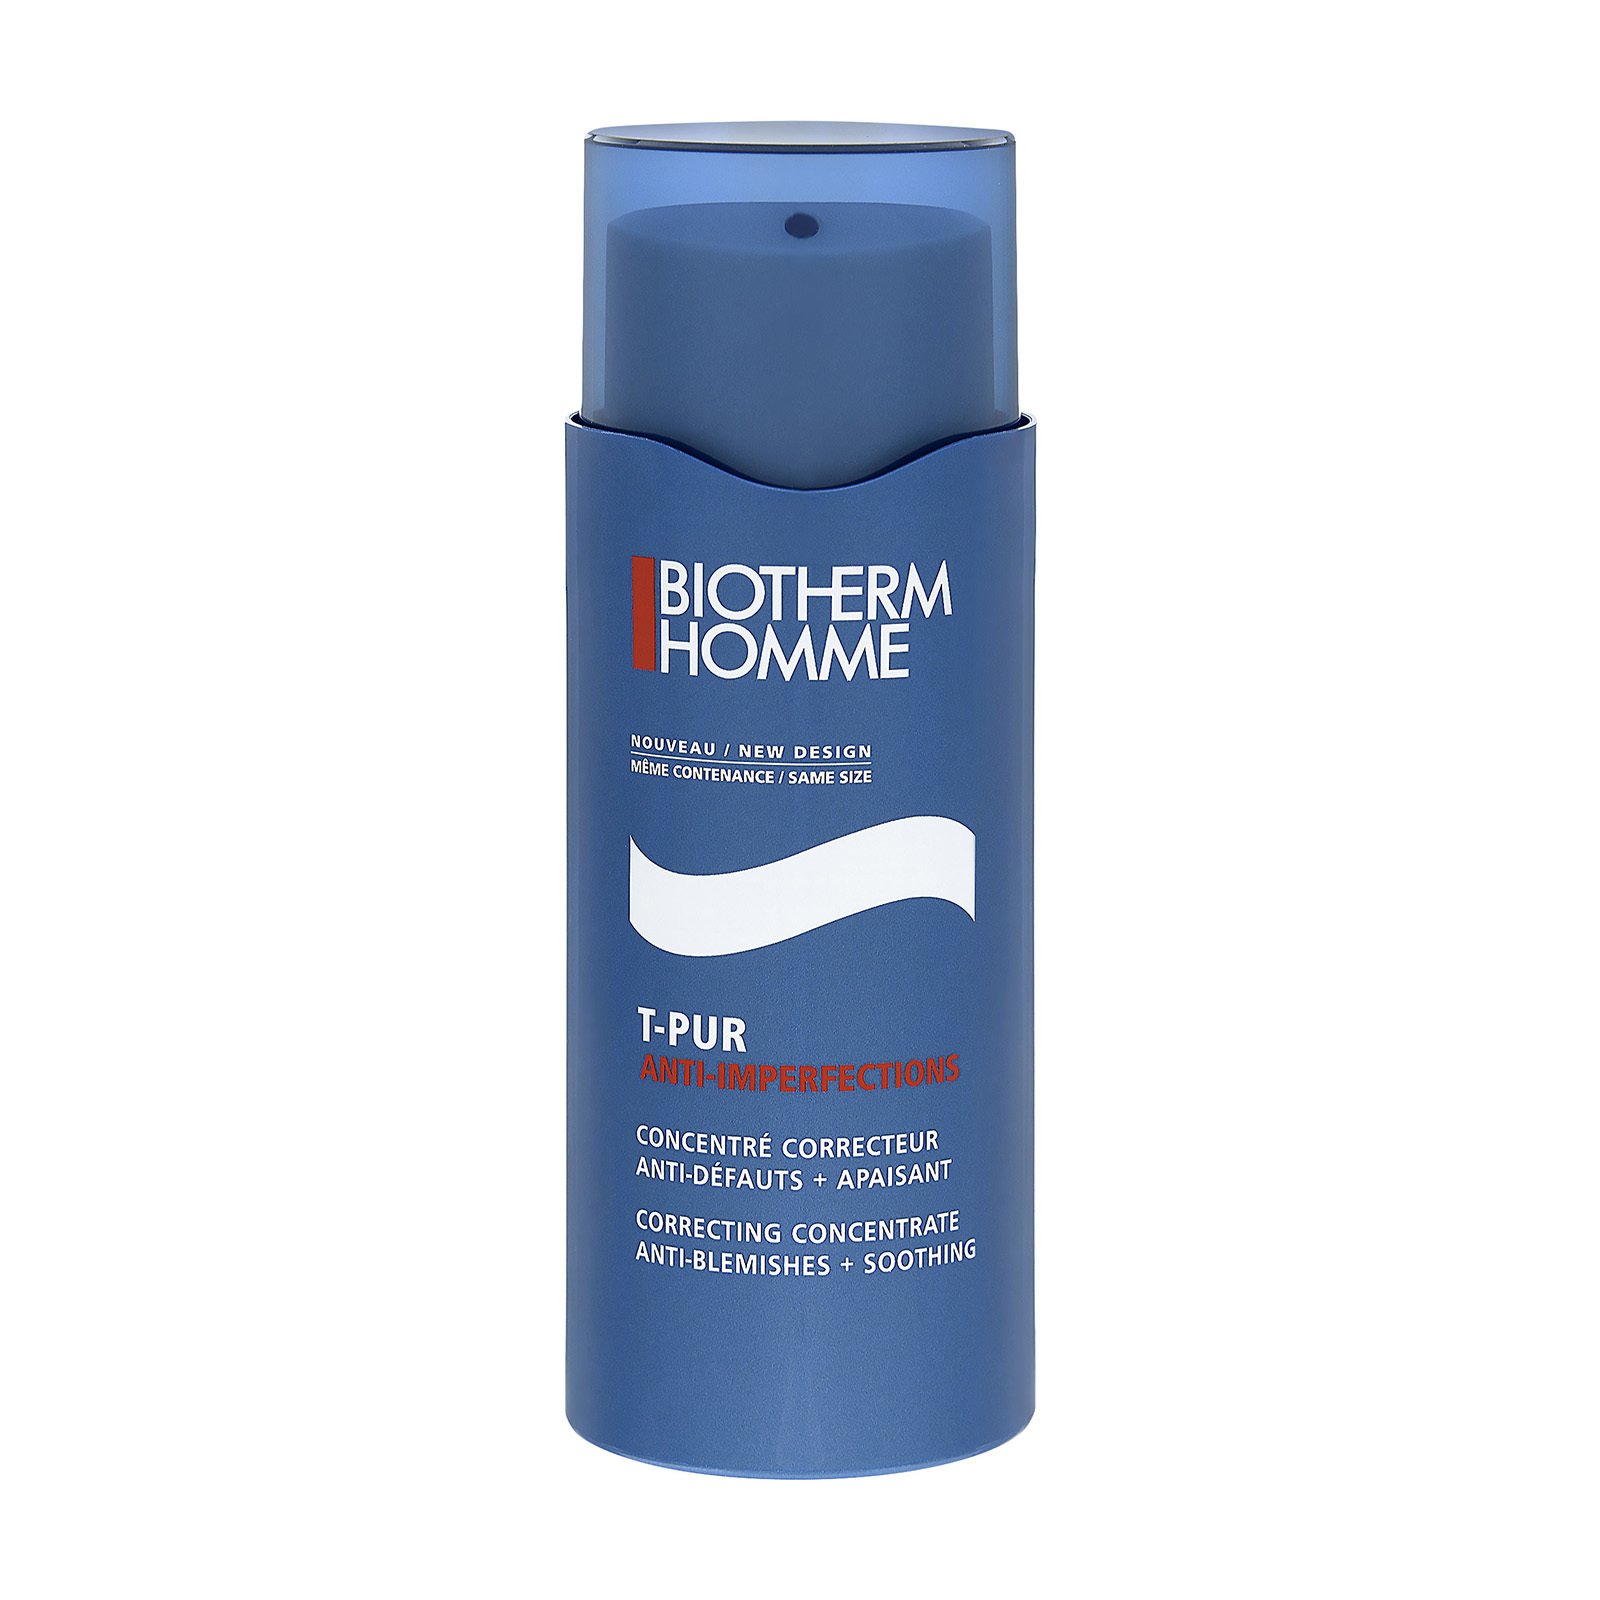 BIOTHERM
HOMME
NOUVEAU / NEW DESIGN
MÊME CONTENANCE / SAME SIZE
T-PUR
ANTI-IMPERFECTIONS
CONCENTRÉ CORRECTEUR
ANTI-DÉFAUTS + APAISANT
CORRECTING CONCENTRATE
ANTI-BLEMISHES + SOOTHING